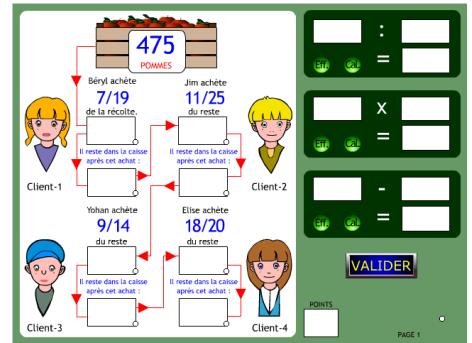 475
POMMES
Béryl achète
7/19
de la récolte.
Il reste dans la caisse
après cet achat :
Client-1
Jim achète
11/25
du reste
Il reste dans la caisse
après cet achat :
Client-2
Yohan achète
9/14
du reste
Il reste dans la caisse
après cet achat :
Client-3
Elise achète
18/20
du reste
Il reste dans la caisse
après cet achat :
Client-4
:
Eff. Cal. =
x
Eff. Cal. =
-
Eff. Cal. =
VALIDER
POINTS
PAGE 1